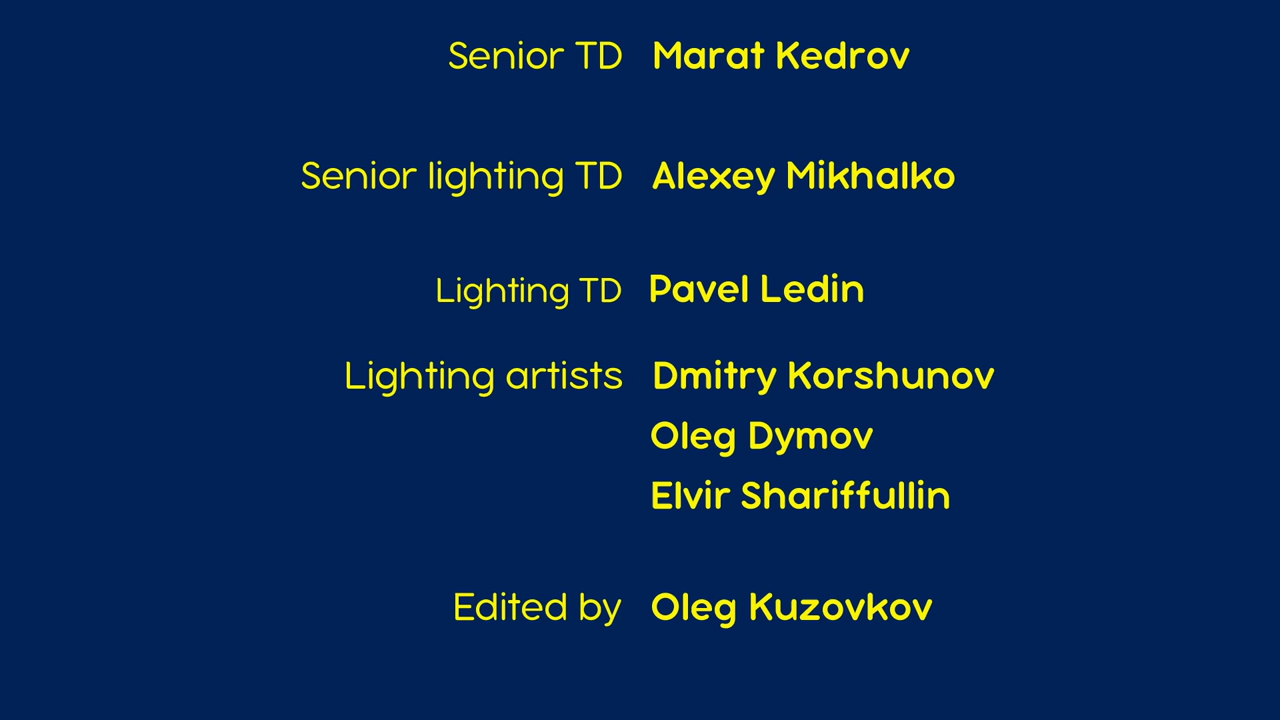 Senior TD Marat Kedrov
Senior lighting TD Alexey Mikhalko
Lighting TD Pavel Ledin
Lighting artists Dmitry Korshunov
Oleg Dymov
Elvir Shariffullin
Edited by Oleg Kuzovkov